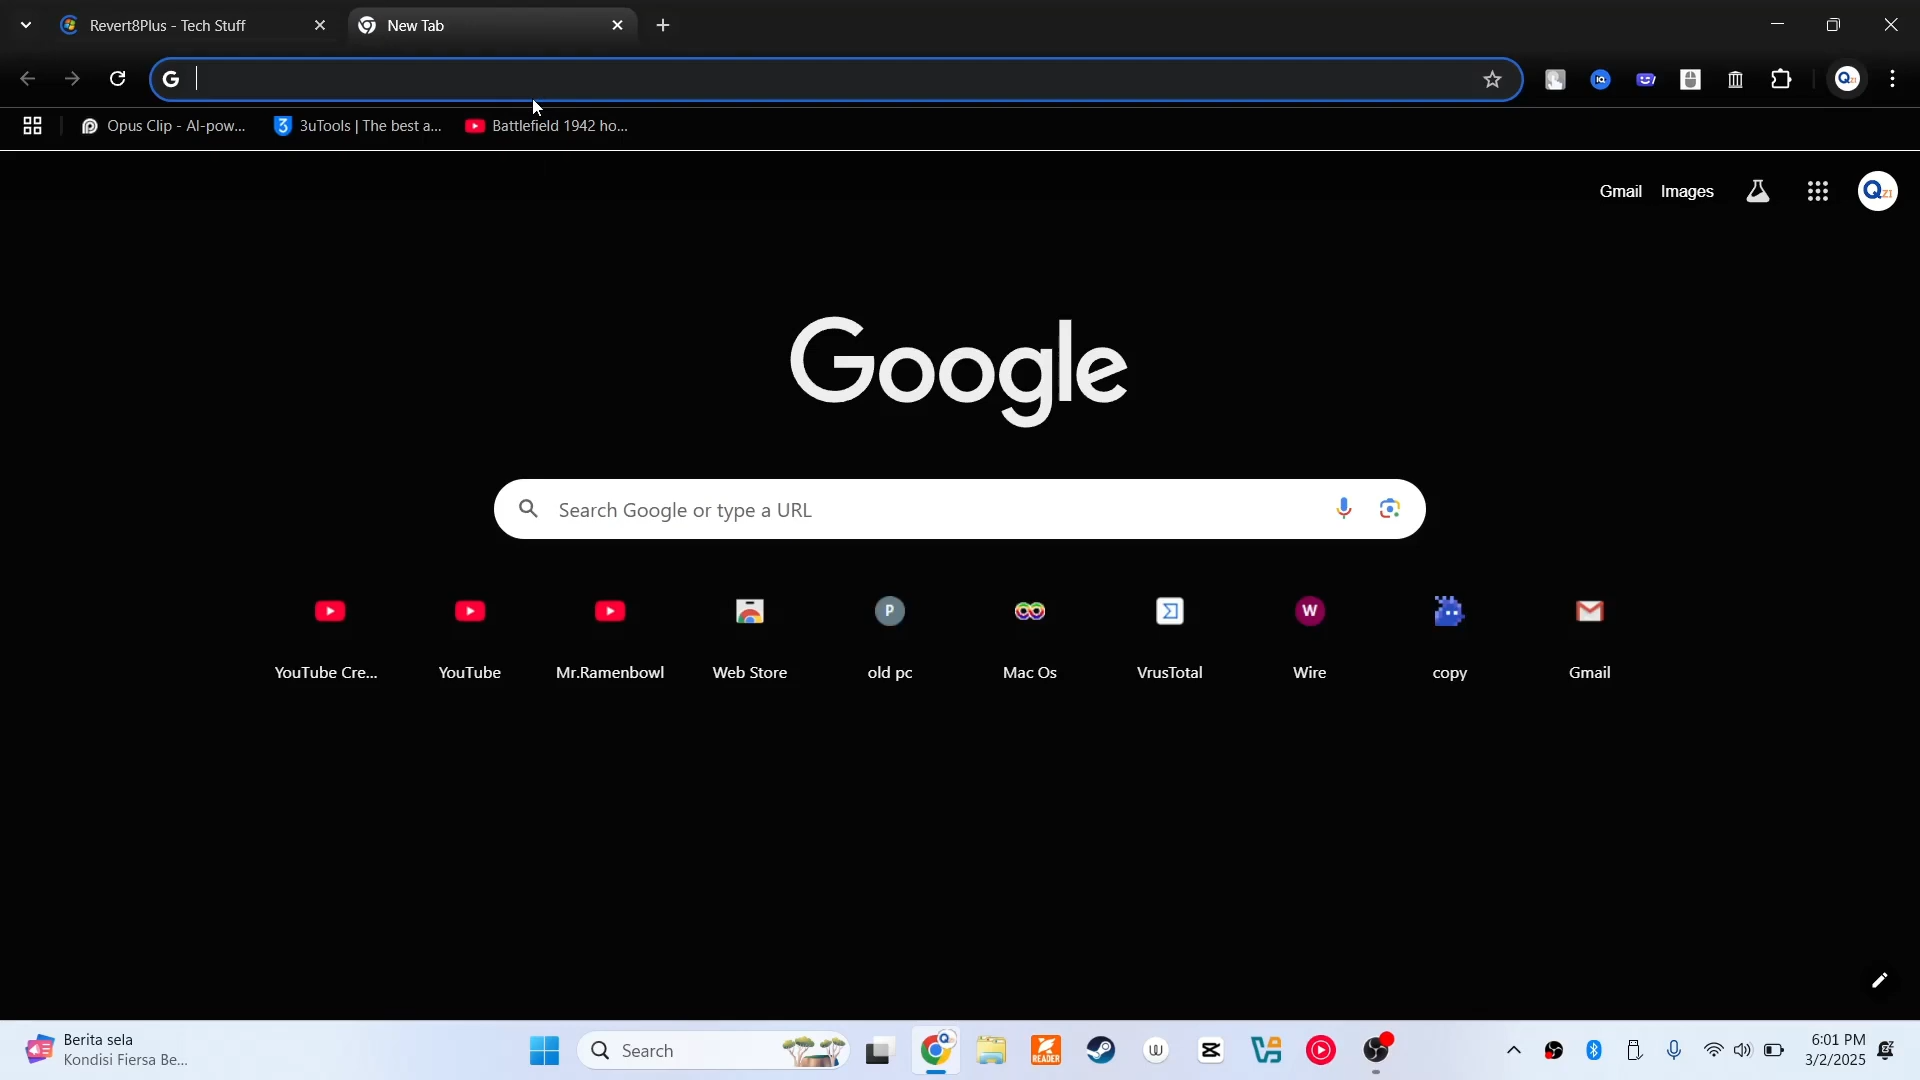 Revert8Plus - Tech Stuff
New Tab
Opus Clip - AI-pow...
3uTools | The best a...
Battlefield 1942 ho...
Gmail
Images
Google
Search Google or type a URL
YouTube Cre...
YouTube
Mr.Ramenbowl
Web Store
old pc
Mac Os
VrusTotal
Wire
copy
Gmail
Berita sela
Kondisi Fiersa Be...
Search
READER
6:01 PM
3/2/2025